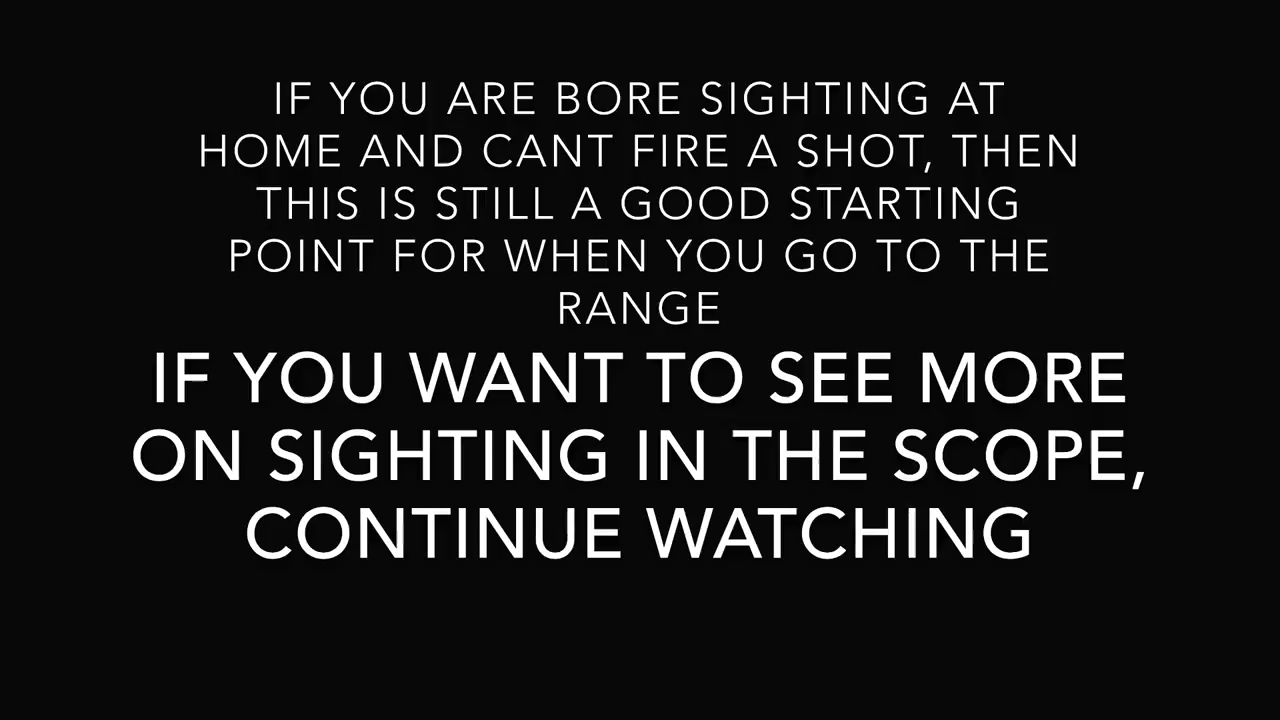 IF YOU ARE BORE SIGHTING AT
HOME AND CANT FIRE A SHOT, THEN
THIS IS STILL A GOOD STARTING
POINT FOR WHEN YOU GO TO THE
RANGE
IF YOU WANT TO SEE MORE
ON SIGHTING IN THE SCOPE,
CONTINUE WATCHING